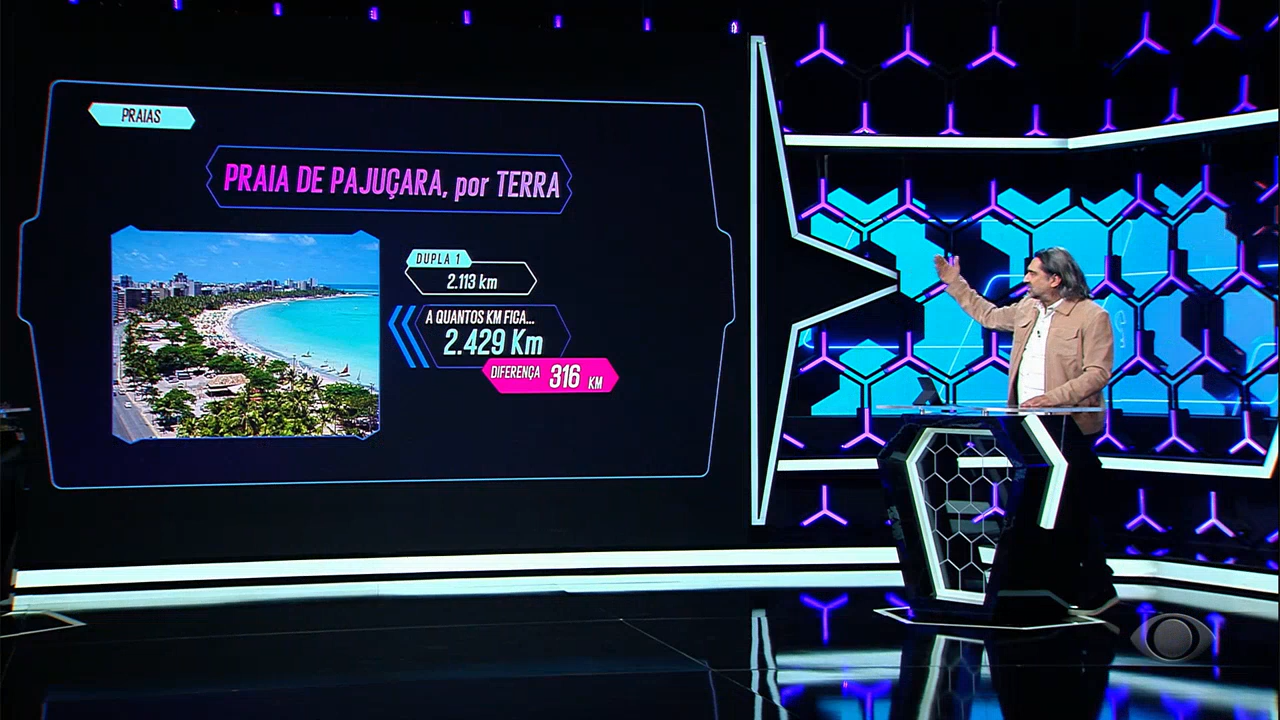 PRAIAS
PRAIA DE PAJUÇARA, por TERRA
DUPLA 1
2.113 km
A QUANTOS KM FIGA...
2.429 Km
DIFERENÇA 316 KM